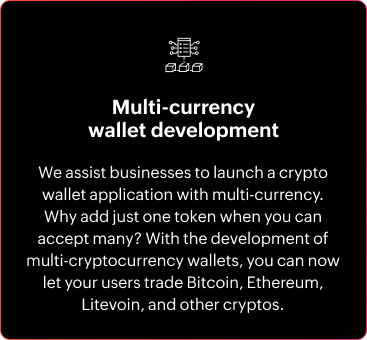 Multi-currency
wallet development
We assist businesses to launch a crypto
wallet application with multi-currency.
Why add just one token when you can
accept many? With the development of
multi-cryptocurrency wallets, you can now
let your users trade Bitcoin, Ethereum,
Litevoin, and other cryptos.